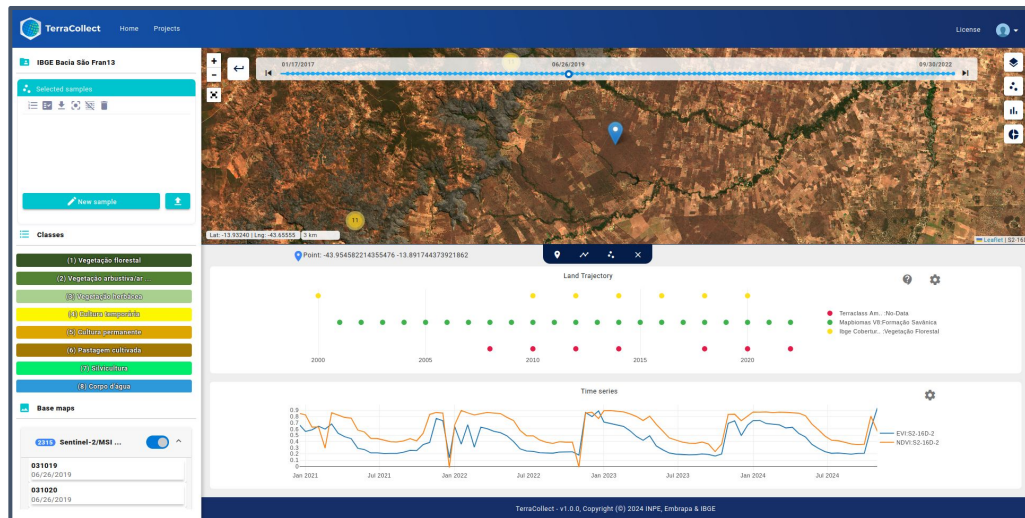 TerraCollect Home Projects License
IBGE Bacia São Fran13
Selected samples
New sample
Classes
(1) Vegetação florestal
(2) Vegetação arbustiva/ar...
(3) Vegetação herbácea
(4) Cultura temporária
(5) Cultura permanente
(6) Pastagem cultivada
(7) Silvicultura
(8) Corpo d'agua
Base maps
2315 Sentinel-2/MSI ...
031019
06/26/2019
031020
06/26/2019
+
−
01/17/2017 06/26/2019 09/30/2022
11
Lat: -13.93240 | Lng: -43.65555 3 km
Leaflet | S2-16D
Point: -43.954582214355476 -13.891744373921862
Land Trajectory
Terraclass Am.. :No-Data
Mapbiomas V8:Formação Savânica
Ibge Cobertur.. :Vegetação Florestal
2000 2005 2010 2015 2020
Time series
0.9
0.8
0.7
0.6
0.5
0.4
0.3
0.2
0.1
0
EVI:S2-16D-2
NDVI:S2-16D-2
Jan 2021 Jul 2021 Jan 2022 Jul 2022 Jan 2023 Jul 2023 Jan 2024 Jul 2024
TerraCollect - v1.0.0, Copyright (©) 2024 INPE, Embrapa & IBGE